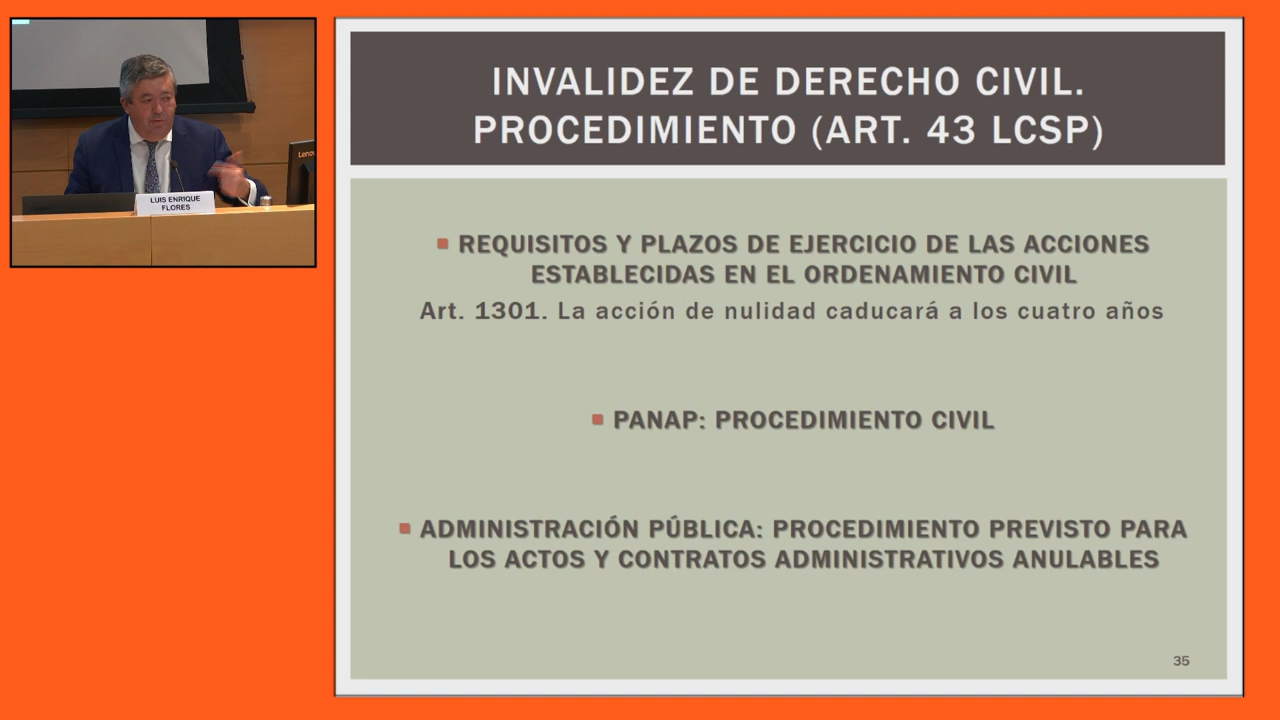 Lenovo
LUIS ENRIQUE
FLORES
INVALIDEZ DE DERECHO CIVIL.
PROCEDIMIENTO (ART. 43 LCSP)
REQUISITOS Y PLAZOS DE EJERCICIO DE LAS ACCIONES
ESTABLECIDAS EN EL ORDENAMIENTO CIVIL
Art. 1301. La acción de nulidad caducará a los cuatro años
PANAP: PROCEDIMIENTO CIVIL
ADMINISTRACIÓN PÚBLICA: PROCEDIMIENTO PREVISTO PARA
LOS ACTOS Y CONTRATOS ADMINISTRATIVOS ANULABLES
35